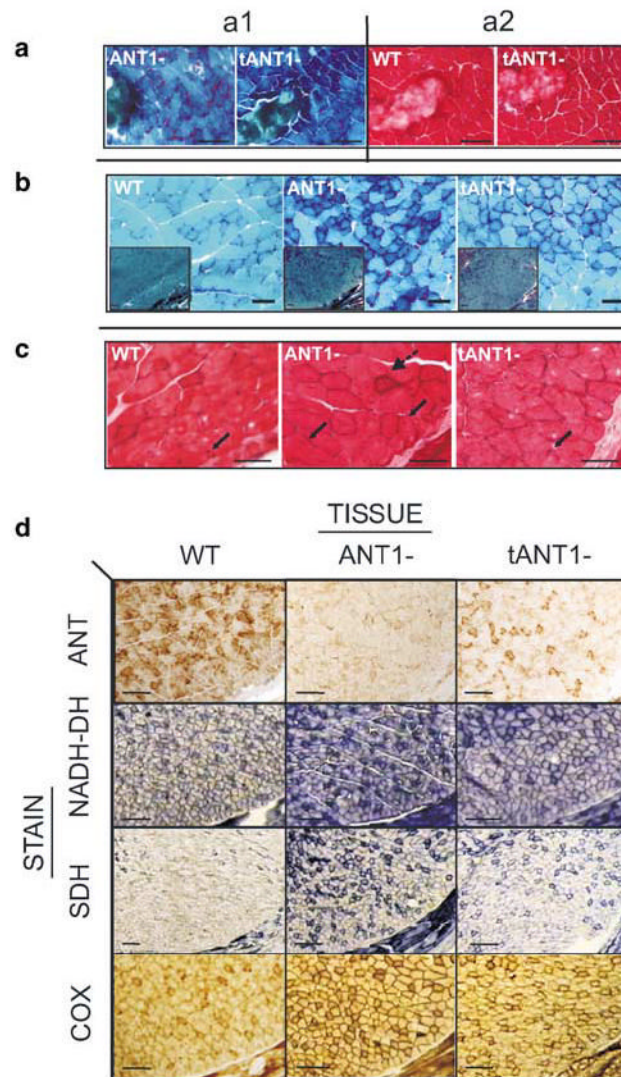 a1 a2
a
ANT1- tANT1- WT tANT1-
b
WT ANT1- tANT1-
c
WT ANT1- tANT1-
d
TISSUE
WT ANT1- tANT1-
STAIN
ANT
NADH-DH
SDH
COX